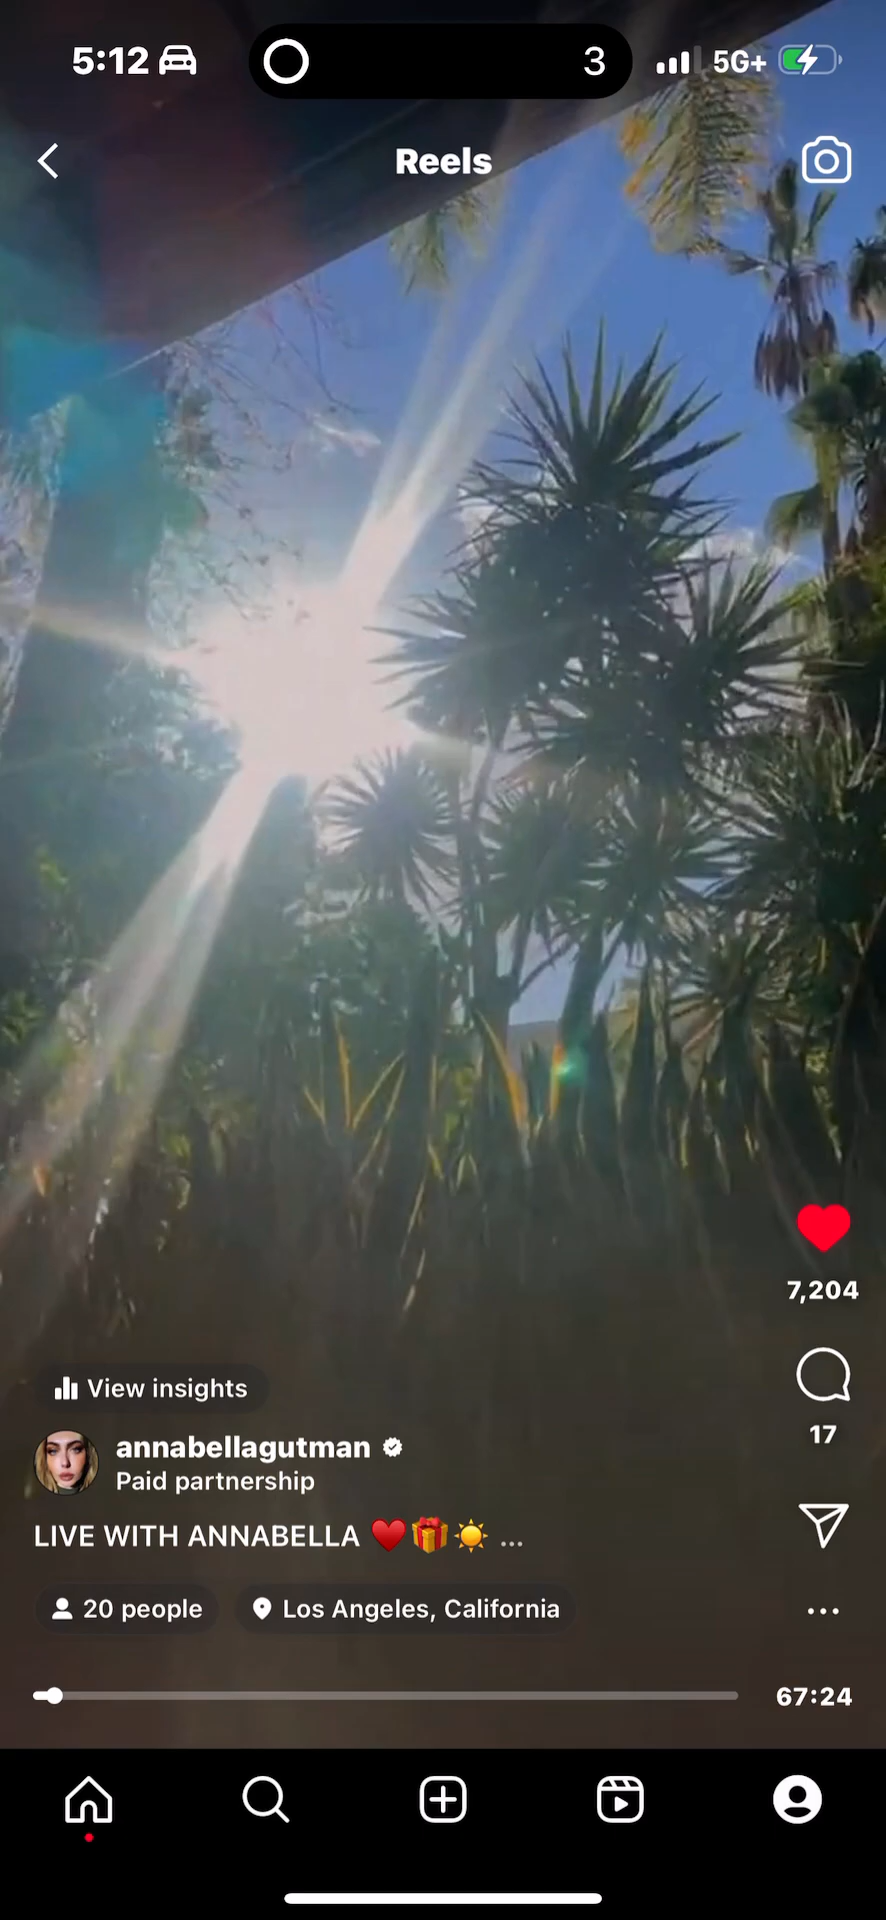 5:12
3
5G+
Reels
7,204
View insights
17
annabellagutman
Paid partnership
LIVE WITH ANNABELLA ❤️🎁☀️ ...
20 people
Los Angeles, California
67:24